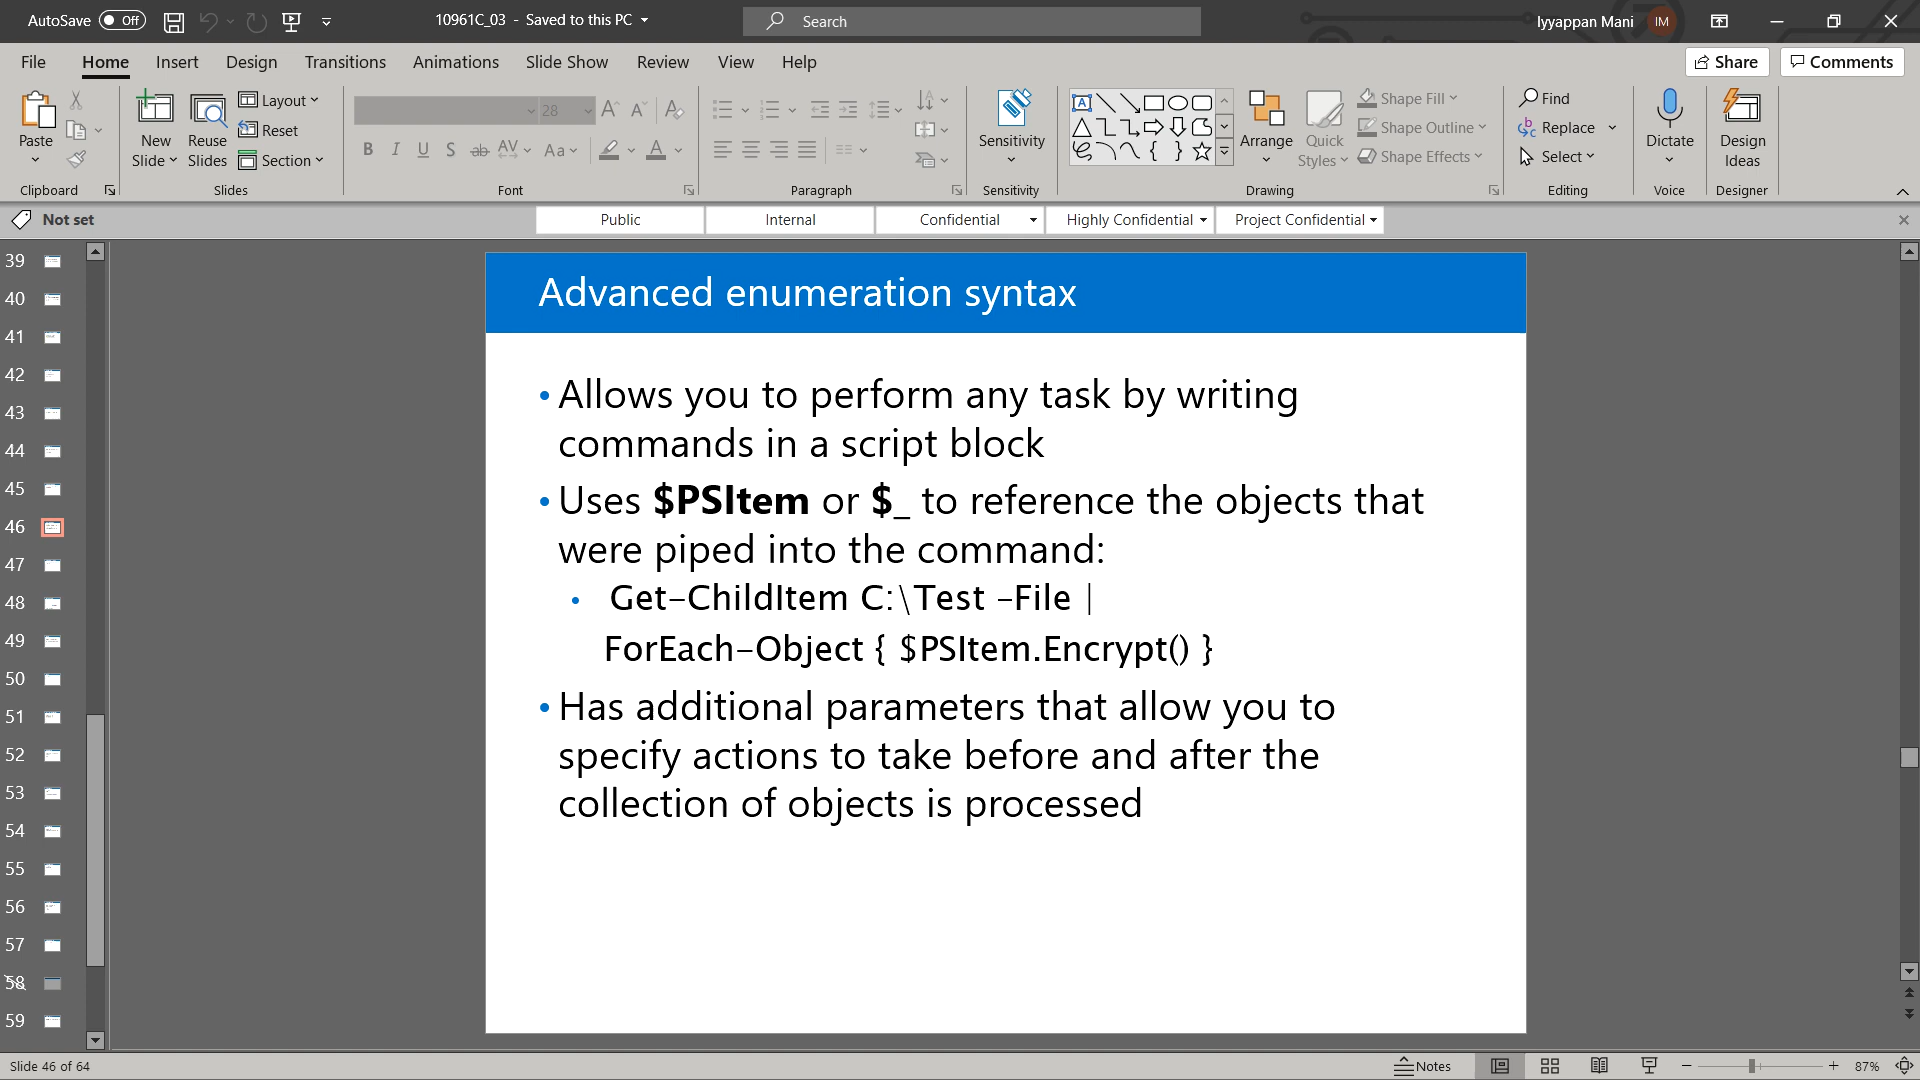 AutoSave Off 10961C_03 - Saved to this PC Search Iyyappan Mani IM
File Home Insert Design Transitions Animations Slide Show Review View Help Share Comments
Paste
New Slide
Reuse Slides
Layout
Reset
Section
28
B I U S ab AV Aa A
Sensitivity
Arrange
Quick Styles
Shape Fill
Shape Outline
Shape Effects
Find
Replace
Select
Dictate
Design Ideas
Clipboard Slides Font Paragraph Sensitivity Drawing Editing Voice Designer
Not set Public Internal Confidential Highly Confidential Project Confidential
39
40
41
42
43
44
45
46
47
48
49
50
51
52
53
54
55
56
57
58
59
Advanced enumeration syntax
• Allows you to perform any task by writing
commands in a script block
• Uses $PSItem or $_ to reference the objects that
were piped into the command:
• Get-ChildItem C:\Test -File |
ForEach-Object { $PSItem.Encrypt() }
• Has additional parameters that allow you to
specify actions to take before and after the
collection of objects is processed
Slide 46 of 64 Notes 87%